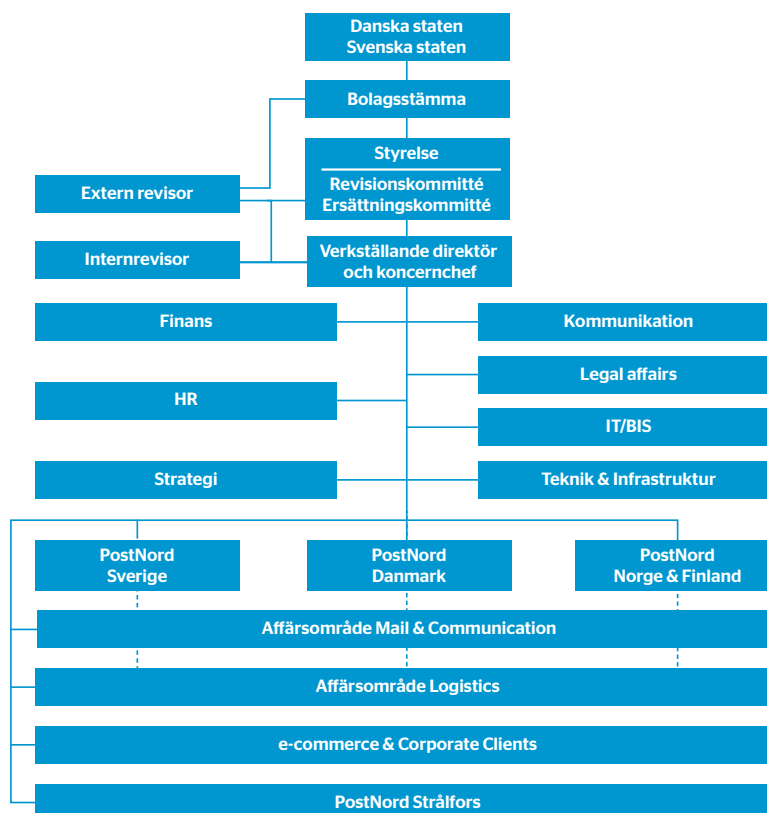 Danska staten
Svenska staten
Bolagsstämma
Styrelse
Revisionskommitté
Ersättningskommitté
Extern revisor
Internrevisor
Verkställande direktör
och koncernchef
Finans
Kommunikation
Legal affairs
HR
IT/BIS
Strategi
Teknik & Infrastruktur
PostNord
Sverige
PostNord
Danmark
PostNord
Norge & Finland
Affärsområde Mail & Communication
Affärsområde Logistics
e-commerce & Corporate Clients
PostNord Strålfors